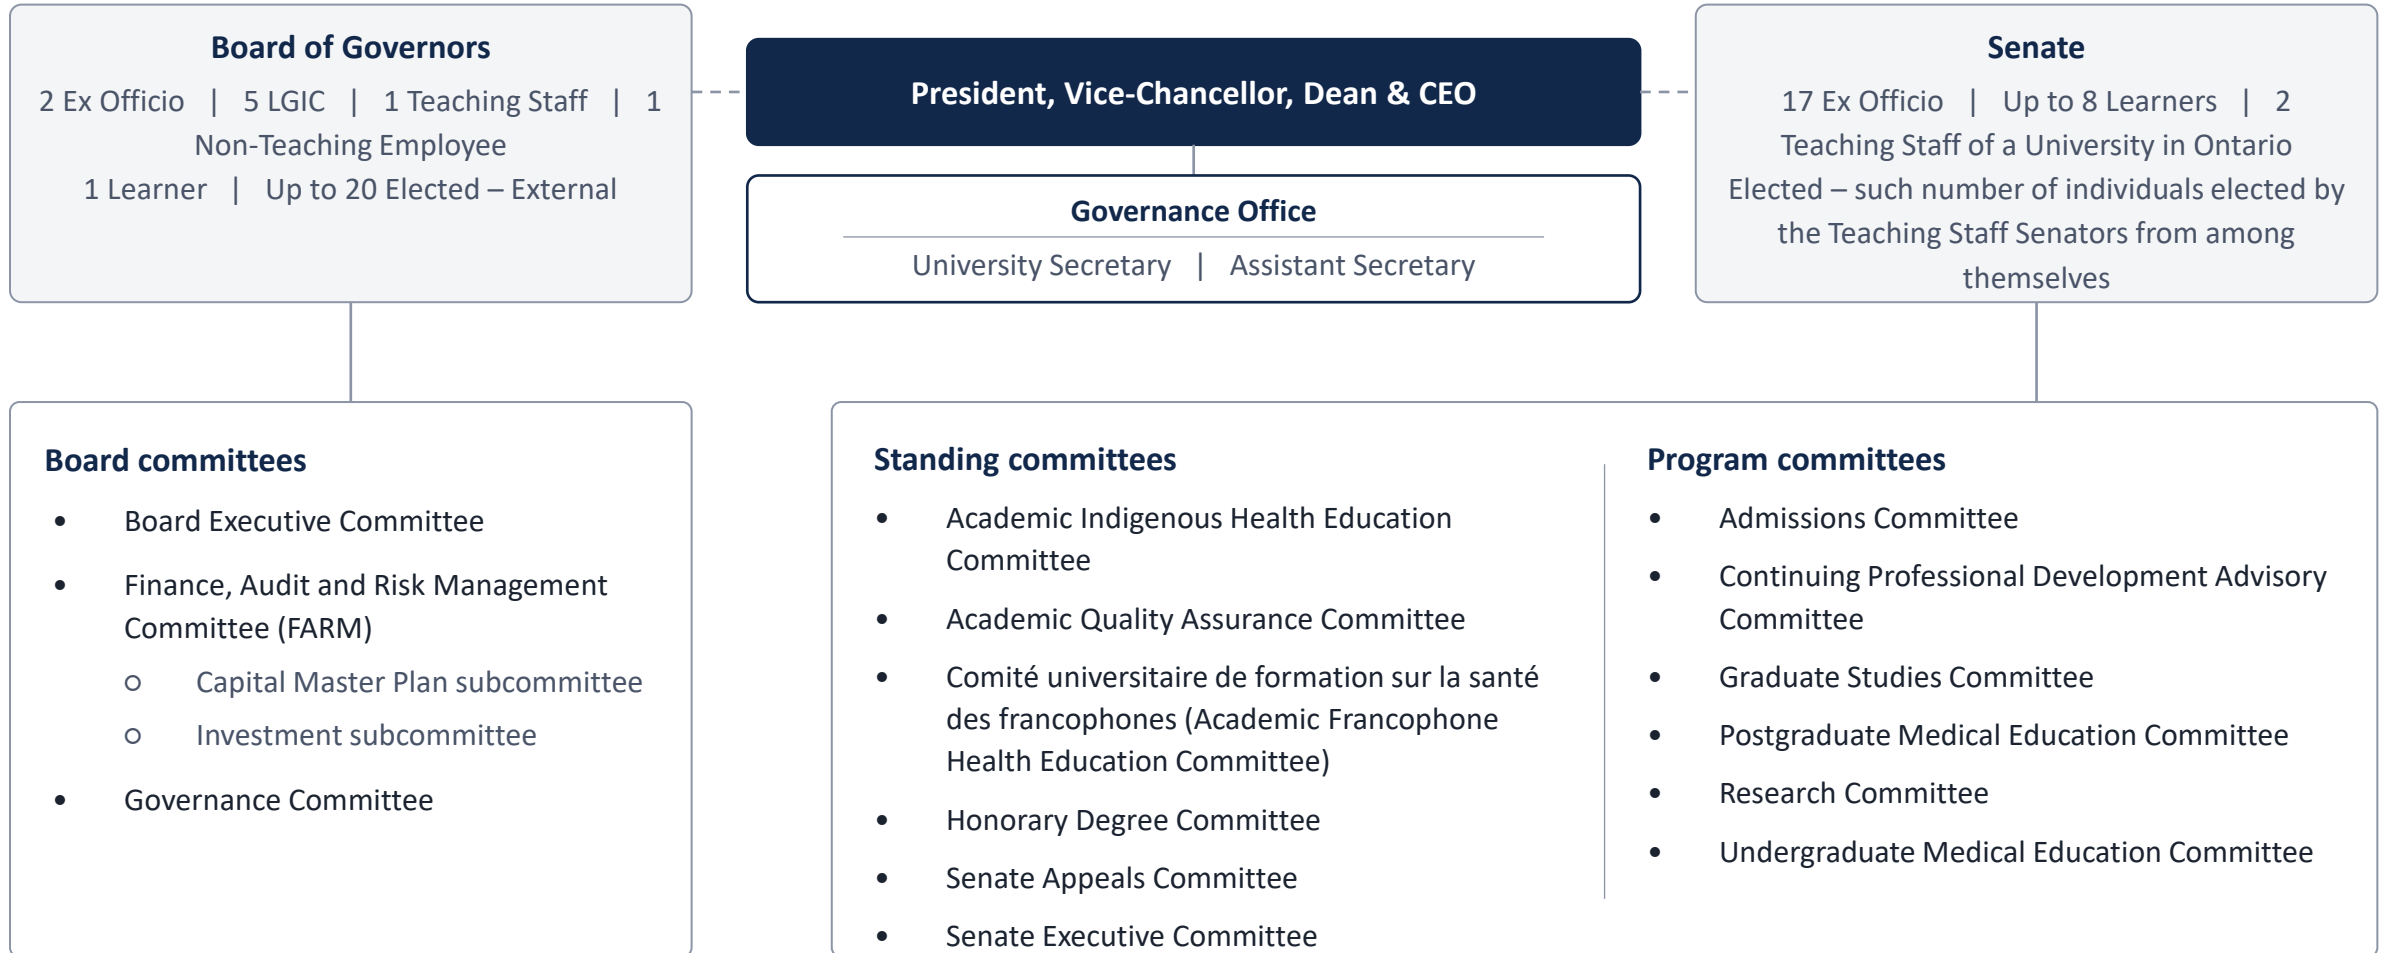 Board of Governors
2 Ex Officio | 5 LGIC | 1 Teaching Staff | 1
Non-Teaching Employee
1 Learner | Up to 20 Elected – External
President, Vice-Chancellor, Dean & CEO
Governance Office
University Secretary | Assistant Secretary
Senate
17 Ex Officio | Up to 8 Learners | 2
Teaching Staff of a University in Ontario
Elected – such number of individuals elected by
the Teaching Staff Senators from among
themselves
Board committees
• Board Executive Committee
• Finance, Audit and Risk Management
Committee (FARM)
○ Capital Master Plan subcommittee
○ Investment subcommittee
• Governance Committee
Standing committees
• Academic Indigenous Health Education
Committee
• Academic Quality Assurance Committee
• Comité universitaire de formation sur la santé
des francophones (Academic Francophone
Health Education Committee)
• Honorary Degree Committee
• Senate Appeals Committee
• Senate Executive Committee
Program committees
• Admissions Committee
• Continuing Professional Development Advisory
Committee
• Graduate Studies Committee
• Postgraduate Medical Education Committee
• Research Committee
• Undergraduate Medical Education Committee